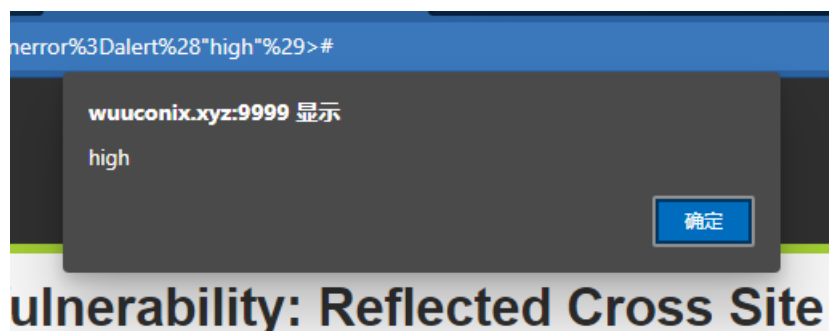 nerror%3Dalert%28"high"%29>#
wuuconix.xyz:9999 显示
high
确定
ulnerability: Reflected Cross Site